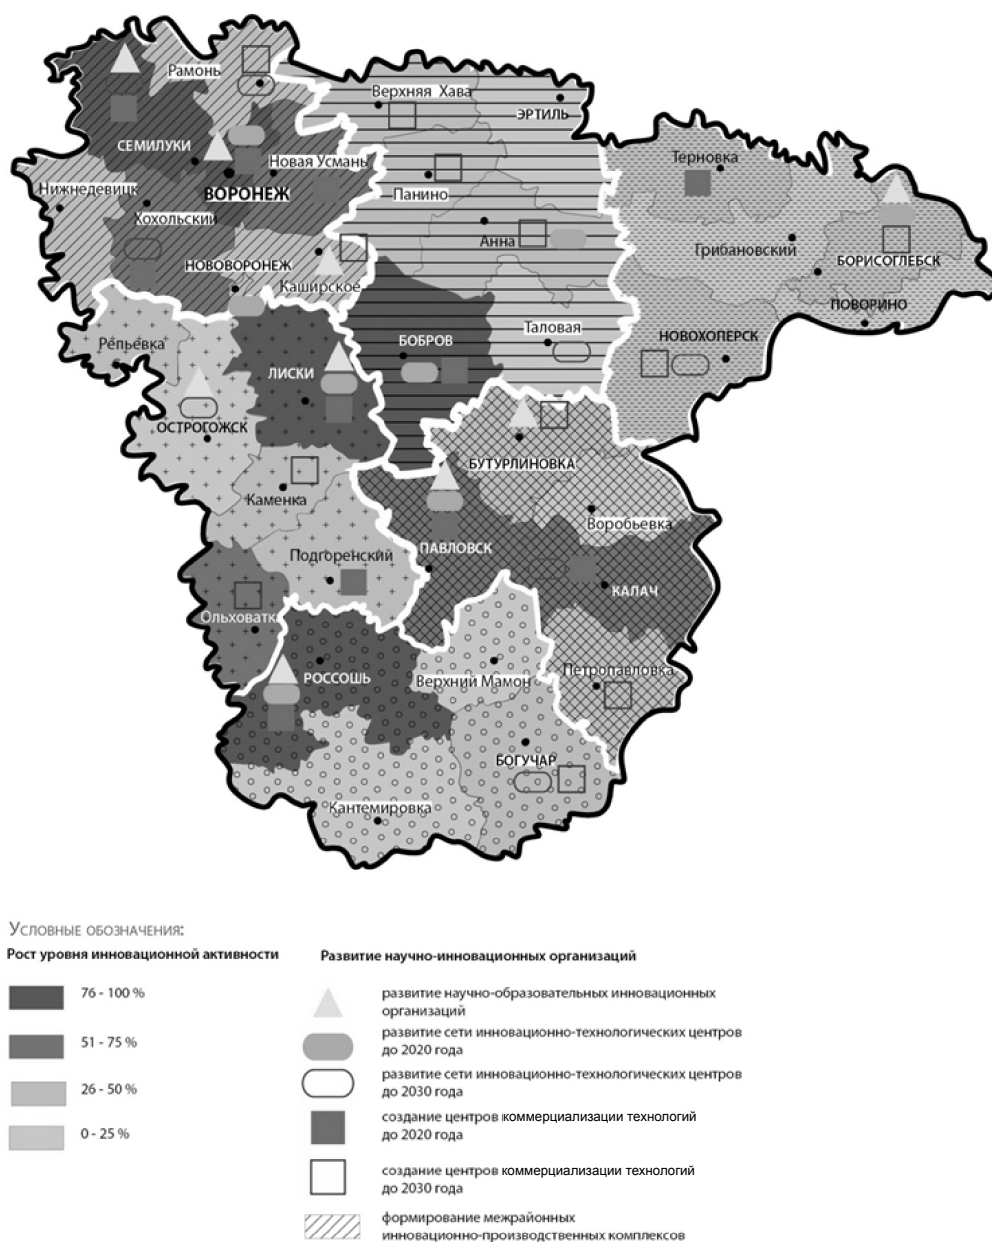 Рамонь
Верхняя Хава
ЭРТИЛЬ
СЕМИЛУКИ
Новая Усмань
Терновка
Нижнедевицк
ВОРОНЕЖ
Панино
Хохольский
Анна
Грибановский
БОРИСОГЛЕБСК
НОВОВОРОНЕЖ
Каширское
ПОВОРИНО
Таловая
НОВОХОПЕРСК
Репьевка
БОБРОВ
ЛИСКИ
ОСТРОГОЖСК
БУТУРЛИНОВКА
Каменка
Воробьевка
Подгоренский
ПАВЛОВСК
КАЛАЧ
Ольховатк
РОССОШЬ
Верхний Мамон
Петропавловка
БОГУЧАР
Кантемировка
Условные обозначения:
Рост уровня инновационной активности
76 - 100 %
51 - 75 %
26 - 50 %
0 - 25 %
Развитие научно-инновационных организаций
развитие научно-образовательных инновационных
организаций
развитие сети инновационно-технологических центров
до 2020 года
развитие сети инновационно-технологических центров
до 2030 года
создание центров коммерциализации технологий
до 2020 года
создание центров коммерциализации технологий
до 2030 года
формирование межрайонных
инновационно-производственных комплексов